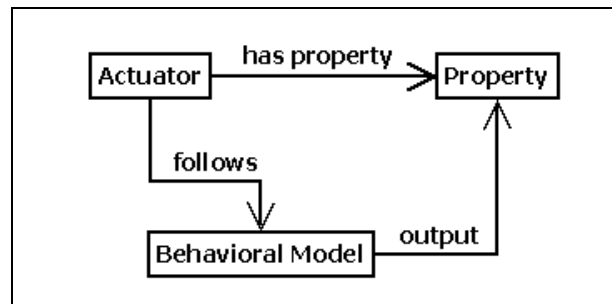 has property
Actuator
Property
follows
output
Behavioral Model